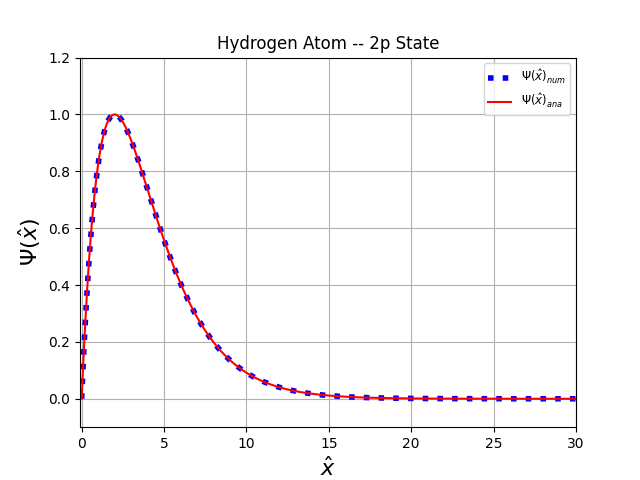 Hydrogen Atom -- 2p State
1.2
1.0
0.8
0.6
0.4
0.2
0.0
Ψ(x̂)
Ψ(x̂)num
Ψ(x̂)ana
0 5 10 15 20 25 30
x̂